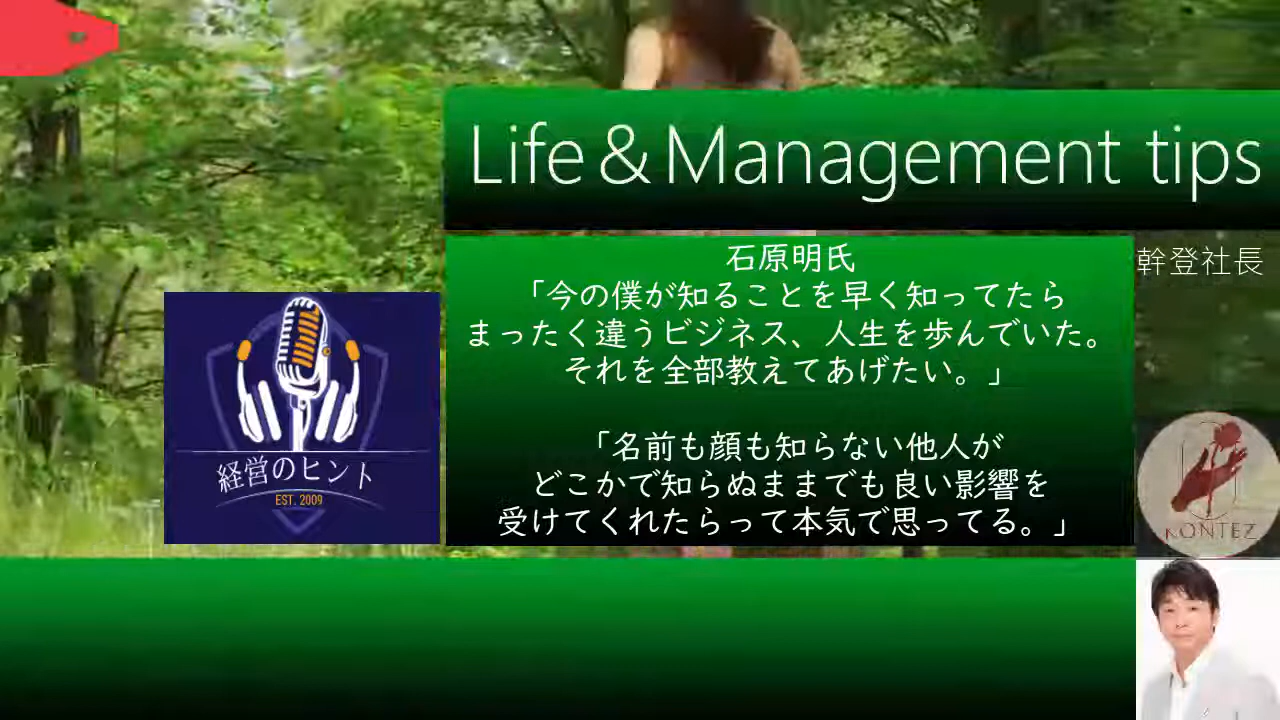 Life＆Management tips
石原明氏
「今の僕が知ることを早く知ってたら
まったく違うビジネス、人生を歩んでいた。
それを全部教えてあげたい。」
「名前も顔も知らない他人が
どこかで知らぬままでも良い影響を
受けてくれたらって本気で思ってる。」
幹登社長
経営のヒント
EST. 2009
KONTEZ